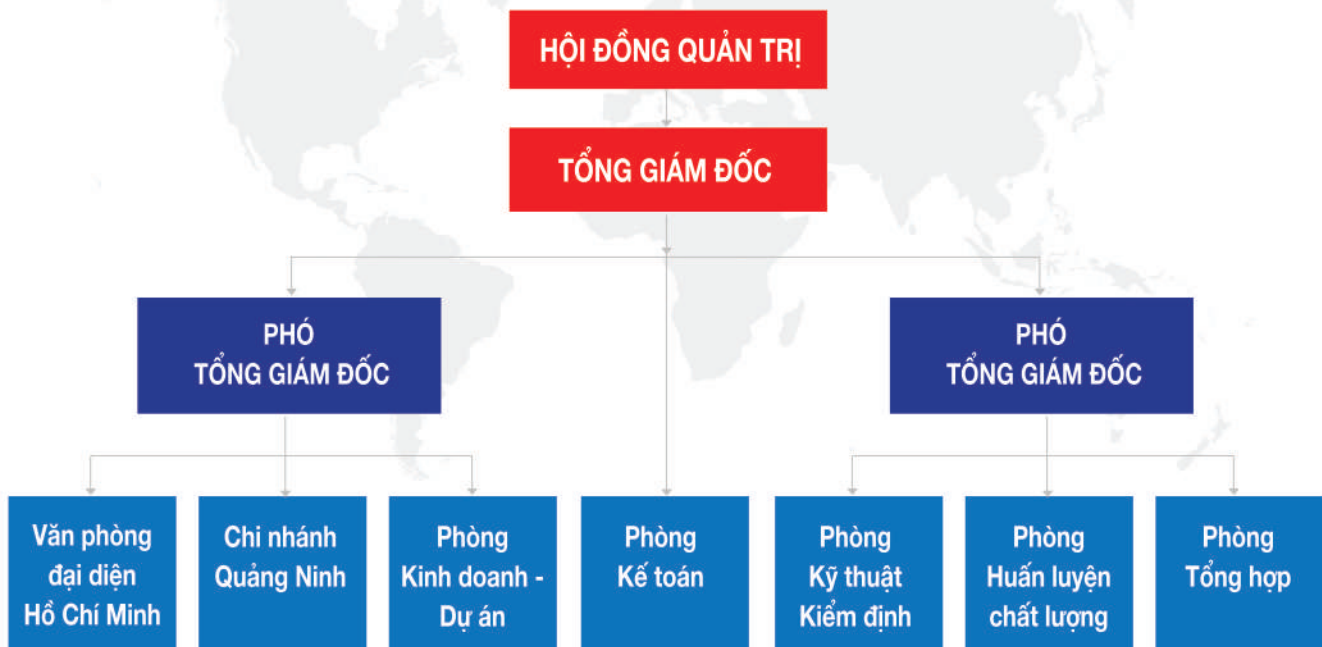 HỘI ĐỒNG QUẢN TRỊ
TỔNG GIÁM ĐỐC
PHÓ
TỔNG GIÁM ĐỐC
PHÓ
TỔNG GIÁM ĐỐC
Văn phòng
đại diện
Hồ Chí Minh
Chi nhánh
Quảng Ninh
Phòng
Kinh doanh -
Dự án
Phòng
Kế toán
Phòng
Kỹ thuật
Kiểm định
Phòng
Huấn luyện
chất lượng
Phòng
Tổng hợp